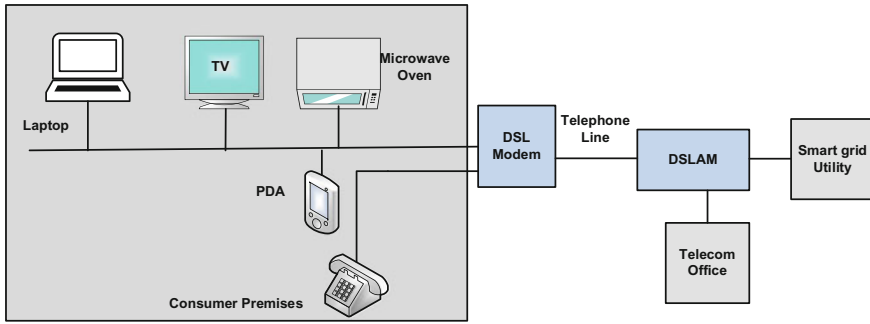 TV
Microwave
Oven
Laptop
PDA
Consumer Premises
DSL
Modem
Telephone
Line
DSLAM
Smart grid
Utility
Telecom
Office